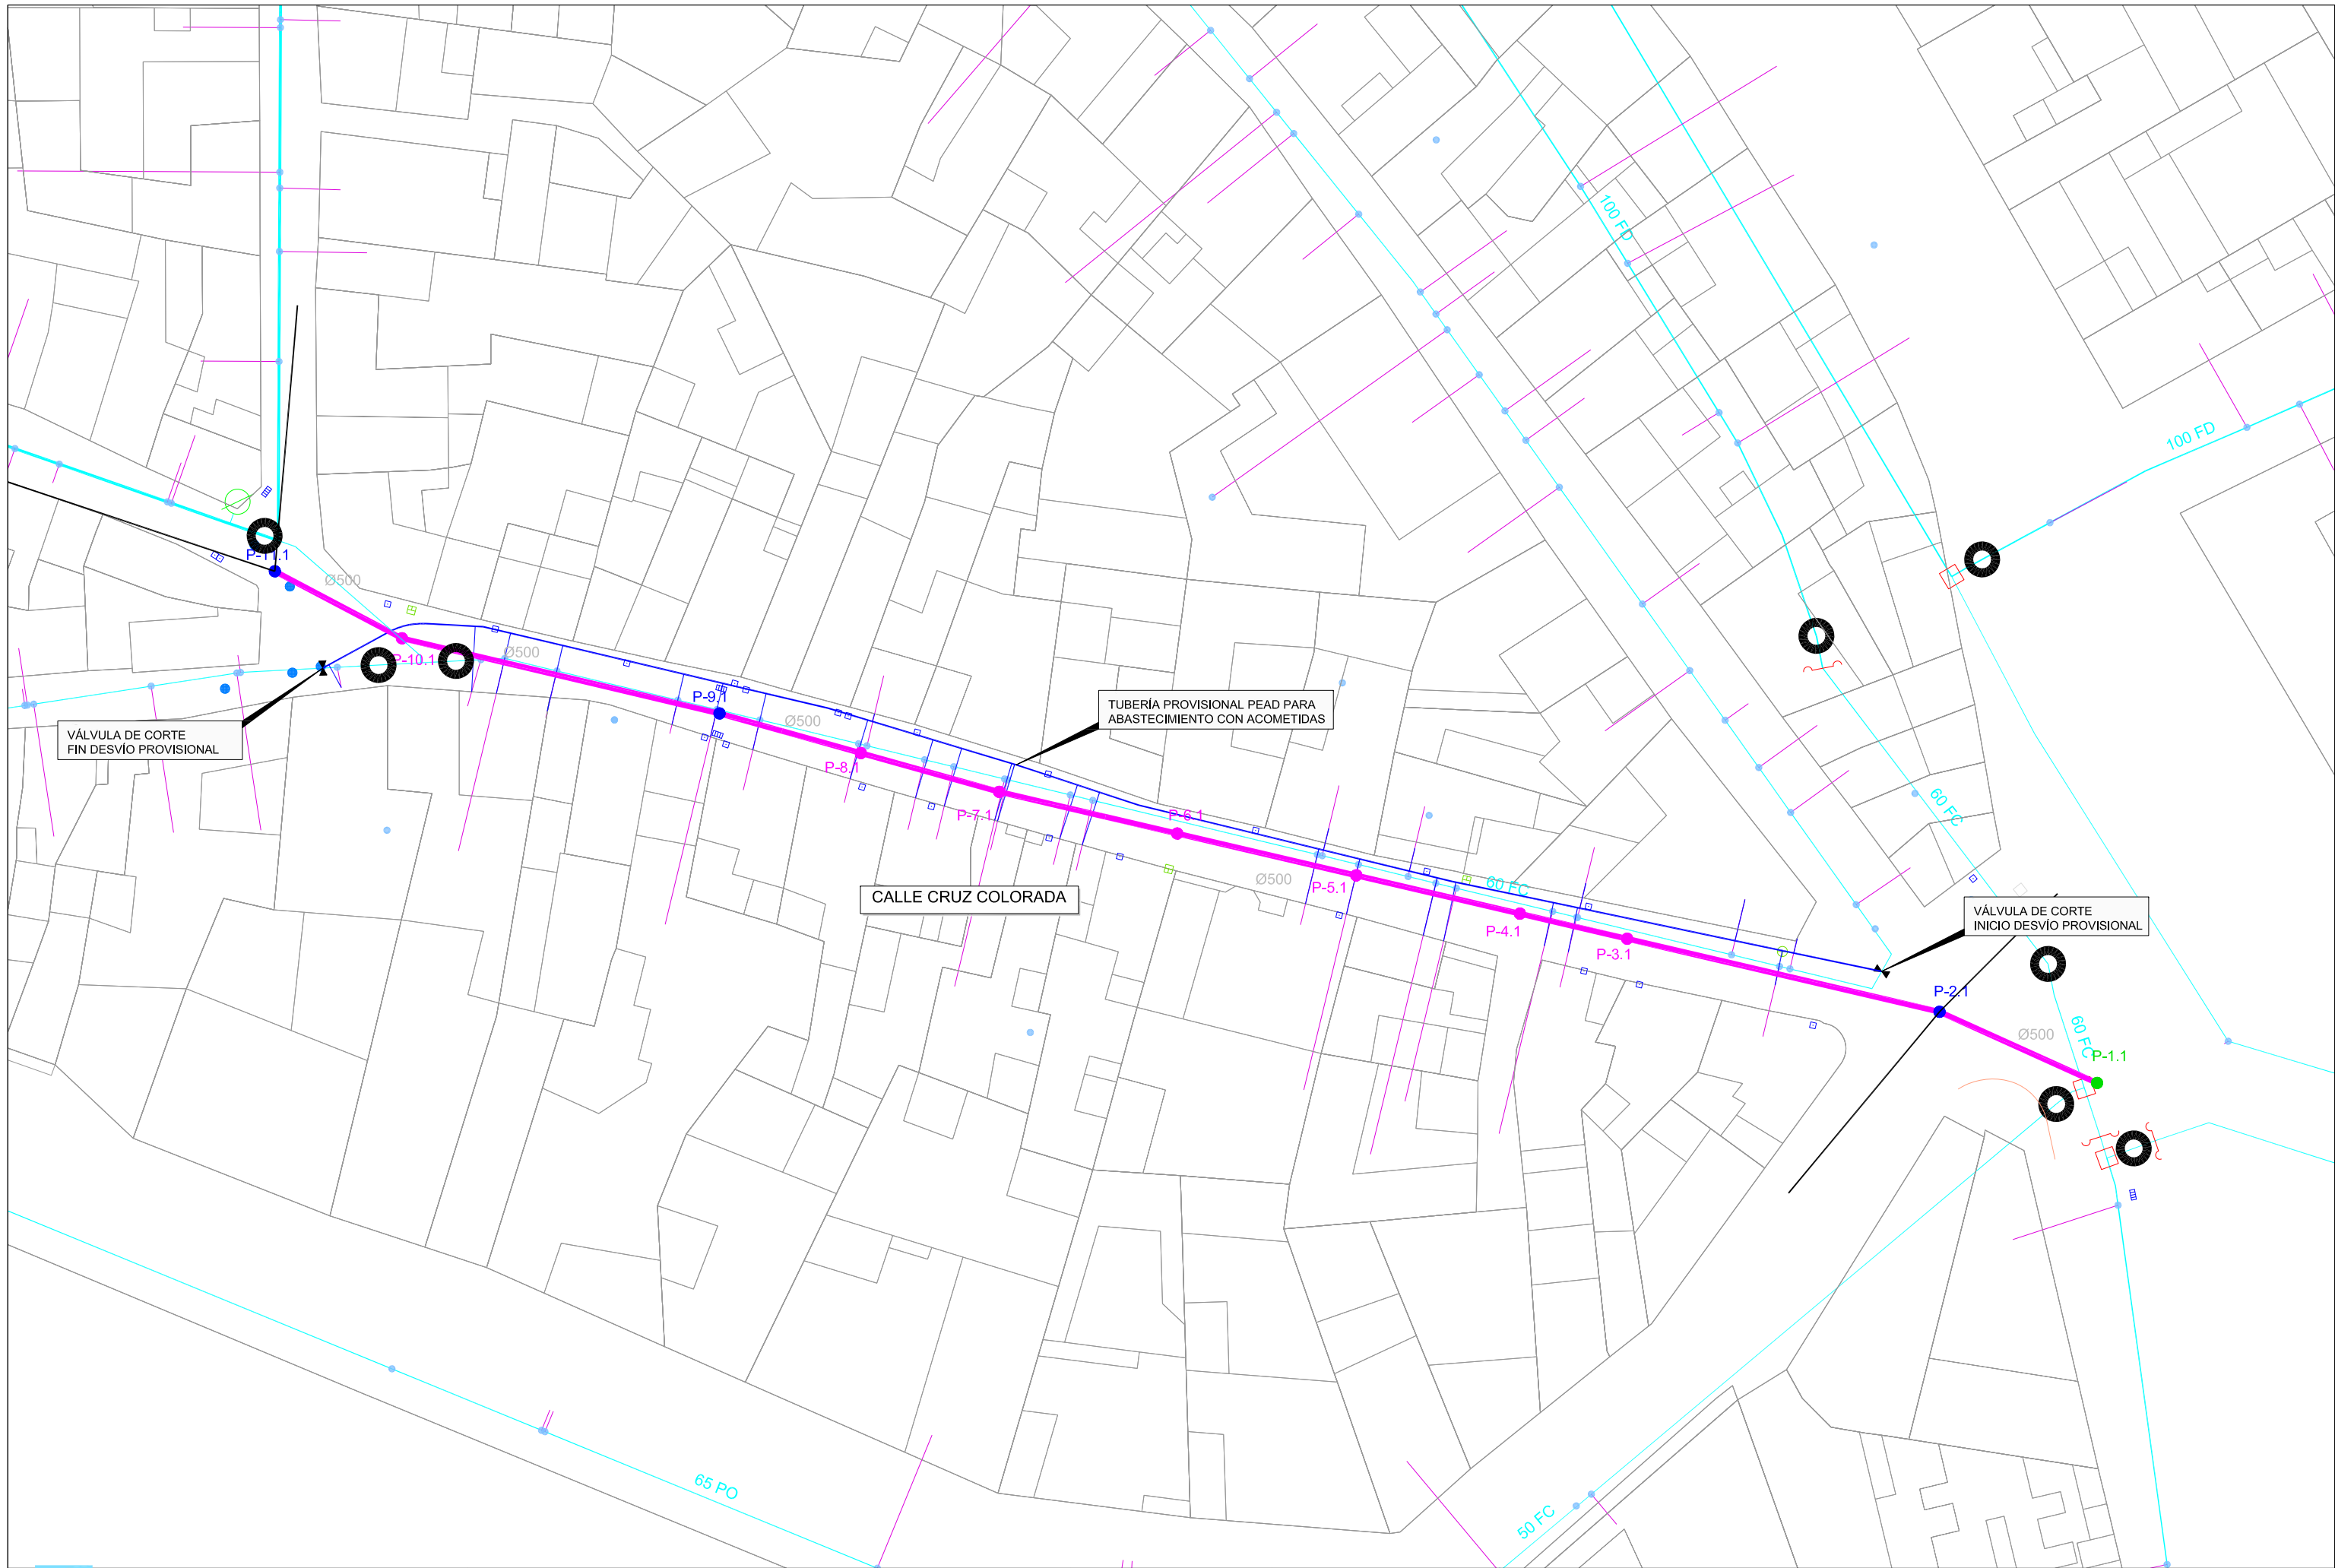 100 FD
100 FD
P-11.1
Ø500
P-10.1
Ø500
P-9.1
Ø500
TUBERÍA PROVISIONAL PEAD PARA
ABASTECIMIENTO CON ACOMETIDAS
VÁLVULA DE CORTE
FIN DESVÍO PROVISIONAL
P-8.1
P-7.1
P-6.1
60 FC
Ø500
P-5.1
60 FC
CALLE CRUZ COLORADA
P-4.1
VÁLVULA DE CORTE
INICIO DESVÍO PROVISIONAL
P-3.1
P-2.1
Ø500
60 FC
P-1.1
65 PO
50 FC